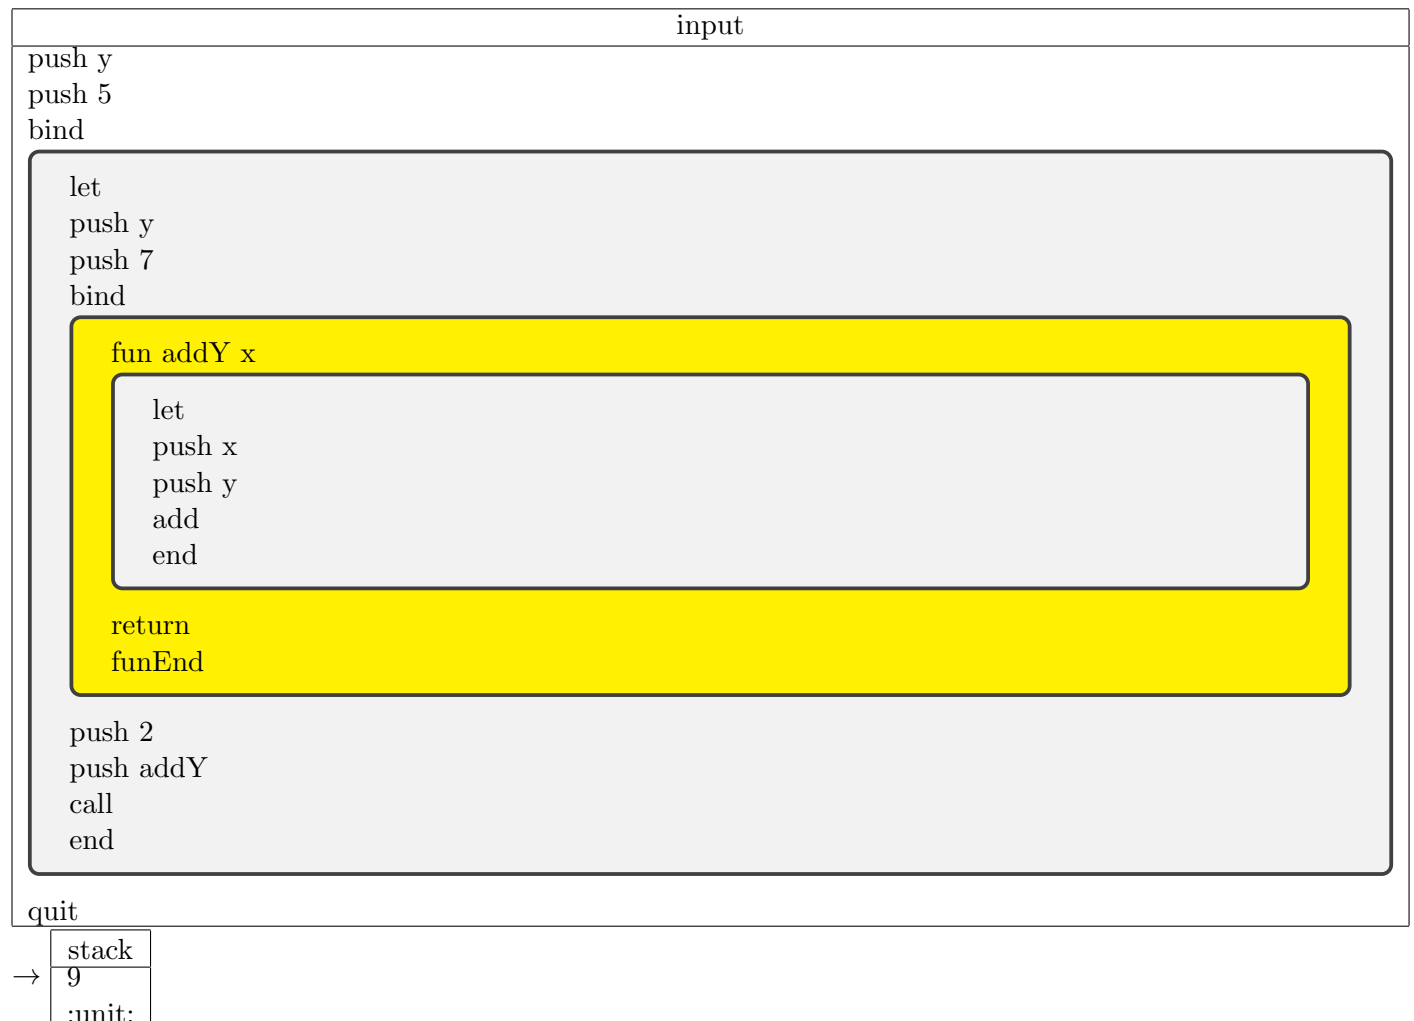 input
push y
push 5
bind
let
push y
push 7
bind
fun addY x
let
push x
push y
add
end
return
funEnd
push 2
push addY
call
end
quit
stack
→ 9
:unit: